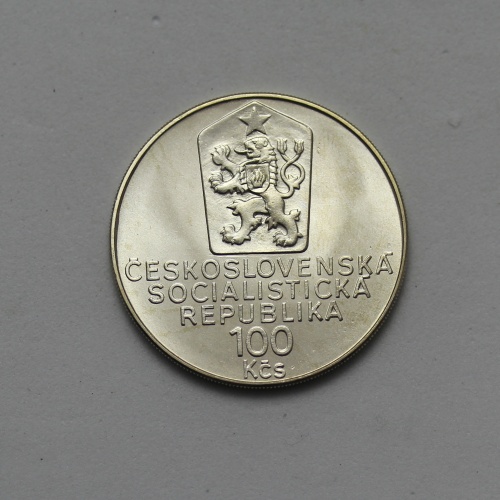 ČESKOSLOVENSKÁ
SOCIALISTICKÁ
REPUBLIKA
100
Kčs